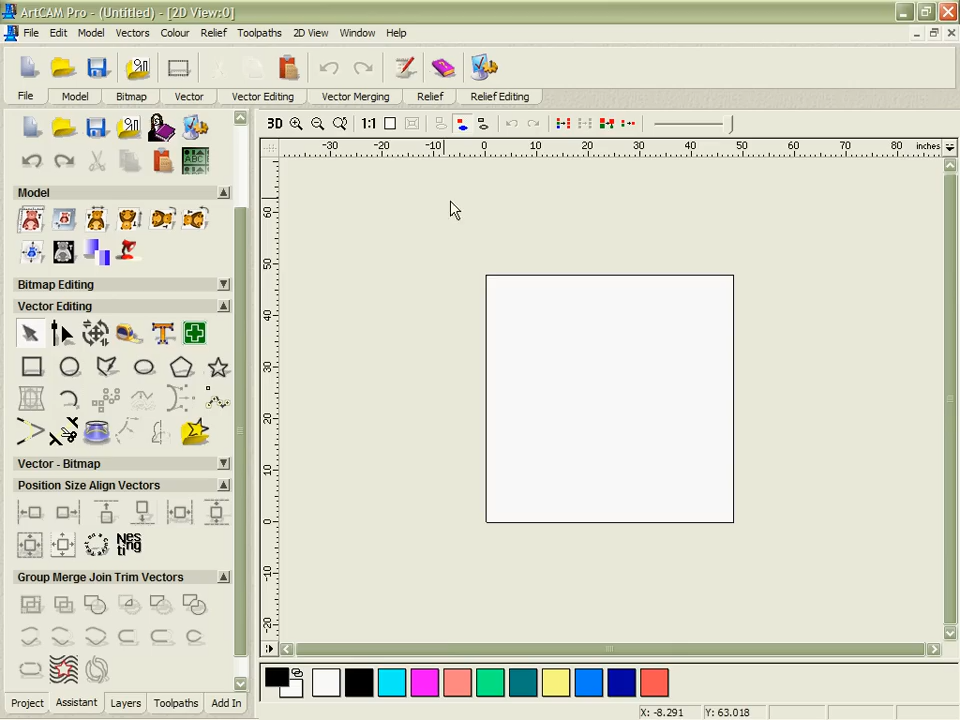 ArtCAM Pro - (Untitled) - [2D View:0]
File Edit Model Vectors Colour Relief Toolpaths 2D View Window Help
File Model Bitmap Vector Vector Editing Vector Merging Relief Relief Editing
3D 1:1
-30 -20 -10 0 10 20 30 40 50 60 70 80 inches
ABC
Model
Bitmap Editing
Vector Editing
Vector - Bitmap
Position Size Align Vectors
Nes
ting
Group Merge Join Trim Vectors
60
50
40
30
20
10
0
-10
-20
Project Assistant Layers Toolpaths Add In
X: -8.291 Y: 63.018